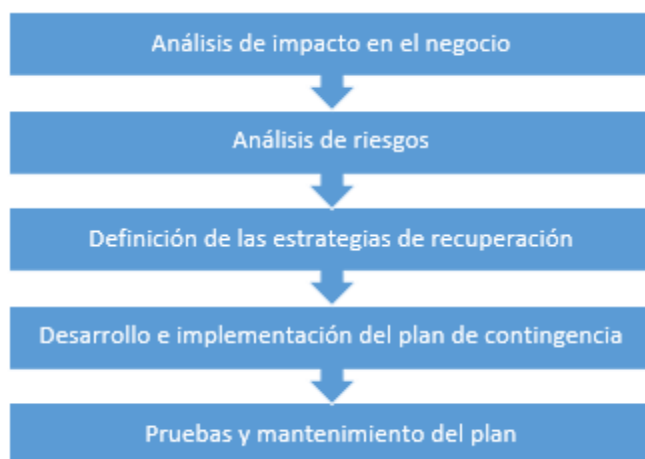 Análisis de impacto en el negocio
Análisis de riesgos
Definición de las estrategias de recuperación
Desarrollo e implementación del plan de contingencia
Pruebas y mantenimiento del plan